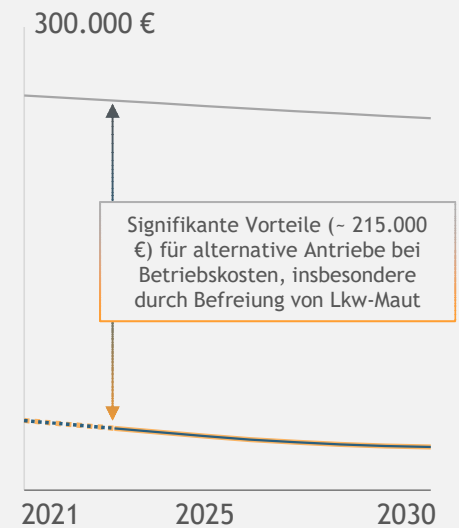 300.000 €
Signifikante Vorteile (~ 215.000
€) für alternative Antriebe bei
Betriebskosten, insbesondere
durch Befreiung von Lkw-Maut
2021 2025 2030